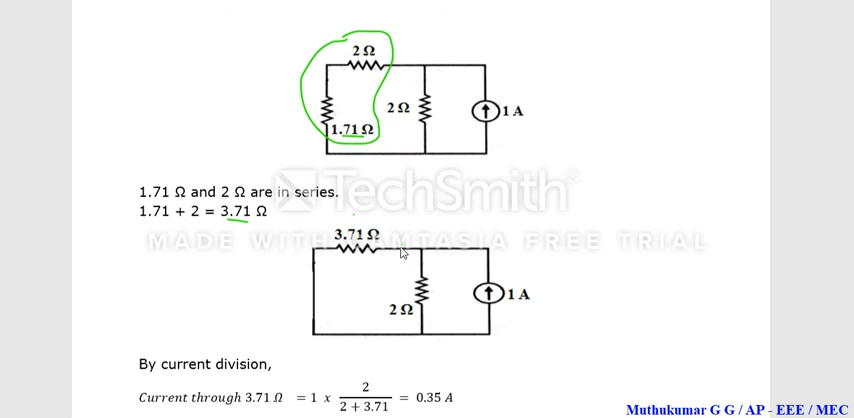 2 Ω
2 Ω
1 A
1.71 Ω
1.71 Ω and 2 Ω are in series.
1.71 + 2 = 3.71 Ω
TechSmith
MADE WITH CAMTASIA FREE TRIAL
3.71 Ω
1 A
2 Ω
By current division,
Current through 3.71 Ω = 1 x 2 / 2 + 3.71 = 0.35 A
Muthukumar G G / AP - EEE / MEC